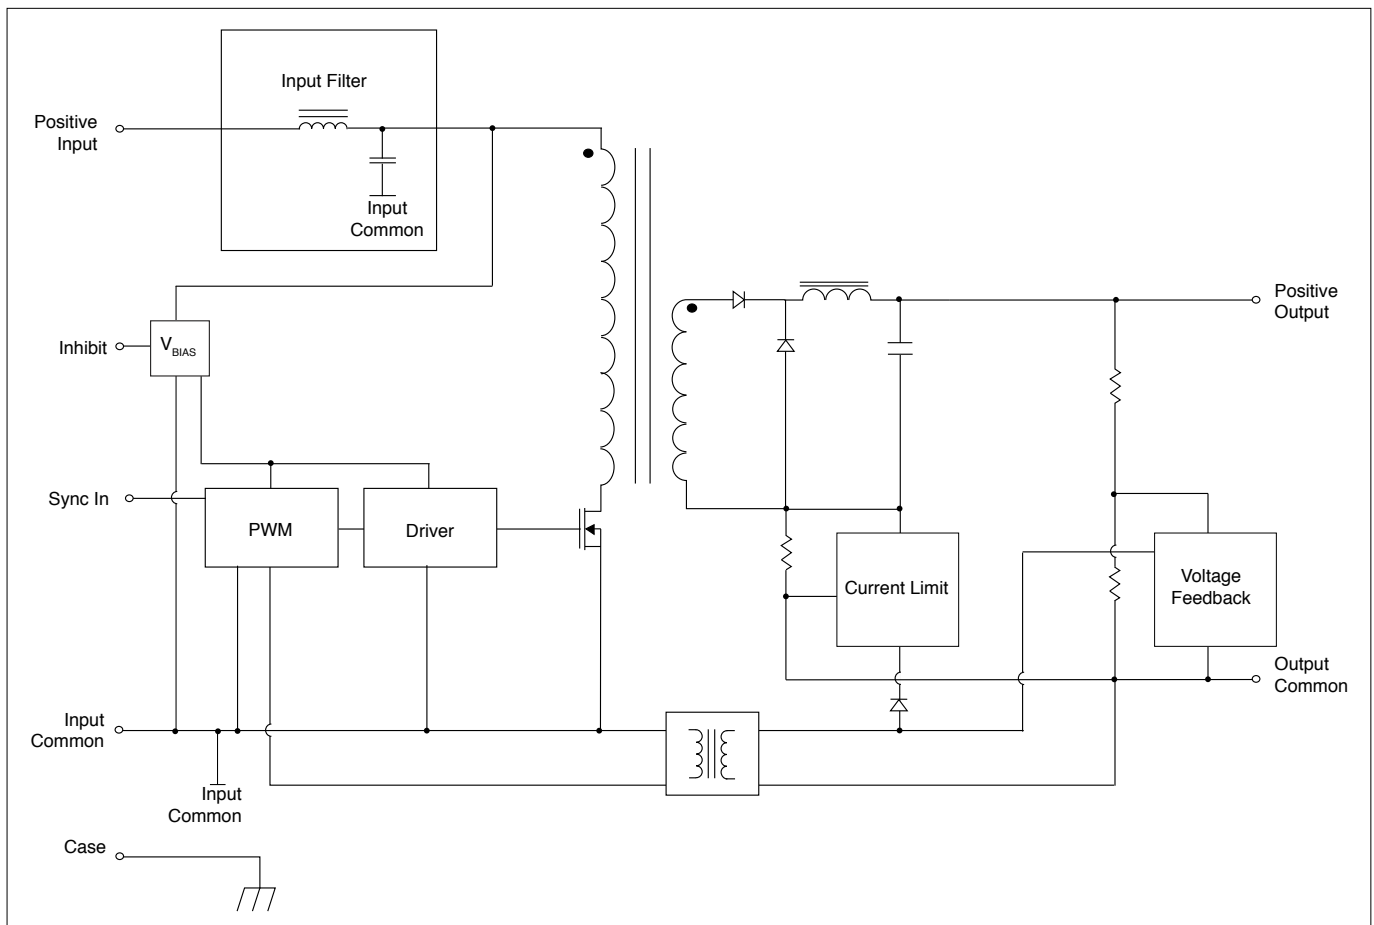 Input Filter
Positive
Input
Input
Common
Positive
Output
Inhibit
VBIAS
Sync In
PWM
Driver
Current Limit
Voltage
Feedback
Output
Common
Input
Common
Input
Common
Case